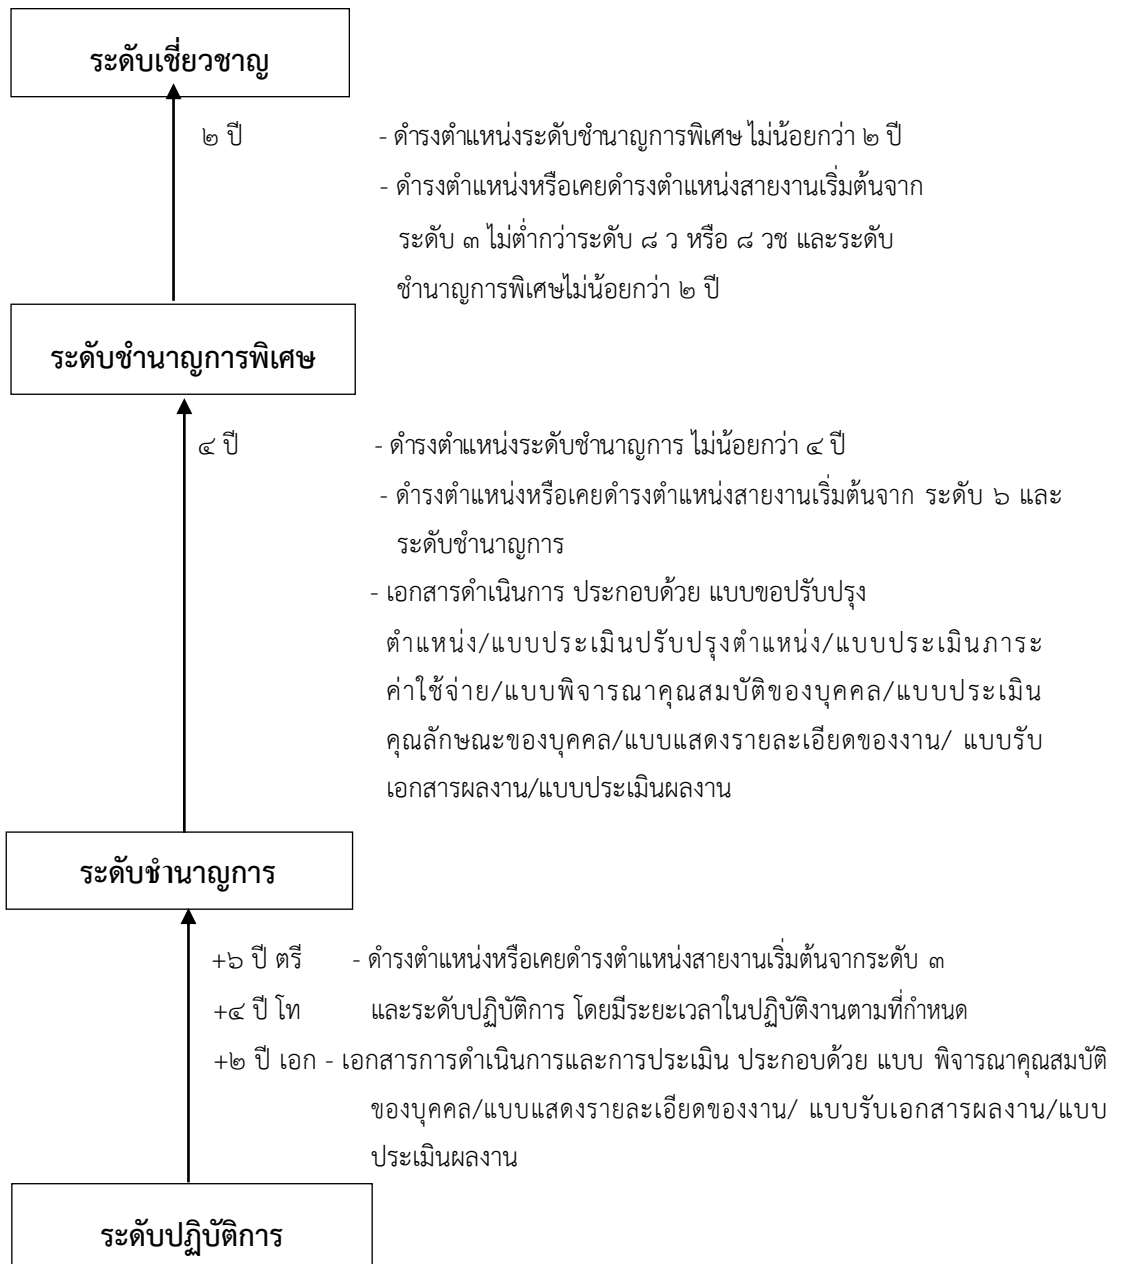 ระดับเชี่ยวชาญ
๒ ปี - ดำรงตำแหน่งระดับชำนาญการพิเศษ ไม่น้อยกว่า ๒ ปี
- ดำรงตำแหน่งหรือเคยดำรงตำแหน่งสายงานเริ่มต้นจาก
ระดับ ๓ ไม่ต่ำกว่าระดับ ๘ ว หรือ ๘ วช และระดับ
ชำนาญการพิเศษไม่น้อยกว่า ๒ ปี
ระดับชำนาญการพิเศษ
๔ ปี - ดำรงตำแหน่งระดับชำนาญการ ไม่น้อยกว่า ๔ ปี
- ดำรงตำแหน่งหรือเคยดำรงตำแหน่งสายงานเริ่มต้นจาก ระดับ ๖ และ
ระดับชำนาญการ
- เอกสารดำเนินการ ประกอบด้วย แบบขอปรับปรุง
ตำแหน่ง/แบบประเมินปรับปรุงตำแหน่ง/แบบประเมินภาระ
ค่าใช้จ่าย/แบบพิจารณาคุณสมบัติของบุคคล/แบบประเมิน
คุณลักษณะของบุคคล/แบบแสดงรายละเอียดของงาน/ แบบรับ
เอกสารผลงาน/แบบประเมินผลงาน
ระดับชำนาญการ
+๖ ปี ตรี - ดำรงตำแหน่งหรือเคยดำรงตำแหน่งสายงานเริ่มต้นจากระดับ ๓
+๔ ปี โท และระดับปฏิบัติการ โดยมีระยะเวลาในปฏิบัติงานตามที่กำหนด
+๒ ปี เอก - เอกสารการดำเนินการและการประเมิน ประกอบด้วย แบบ พิจารณาคุณสมบัติ
ของบุคคล/แบบแสดงรายละเอียดของงาน/ แบบรับเอกสารผลงาน/แบบ
ประเมินผลงาน
ระดับปฏิบัติการ